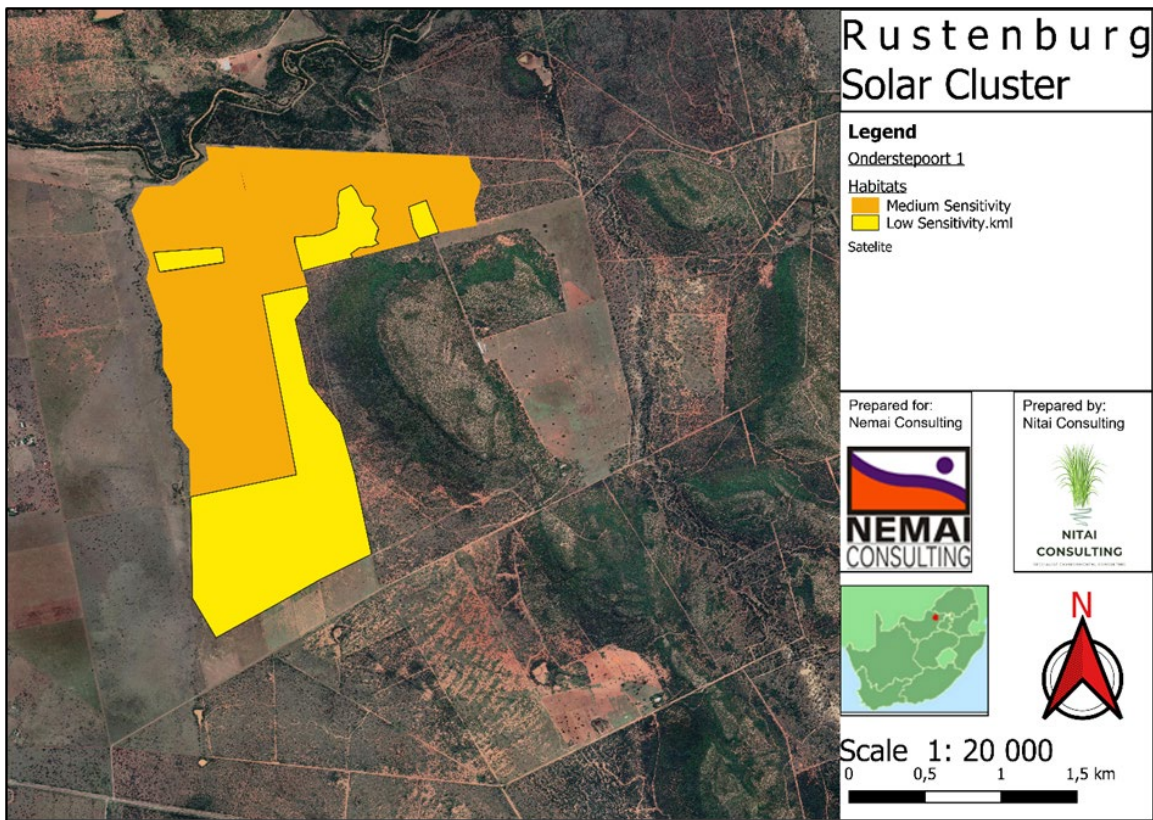 Rustenburg
Solar Cluster
Legend
Onderstepoort 1
Habitats
Medium Sensitivity
Low Sensitivity.kml
Satelite
Prepared for:
Nemai Consulting
NEMAI
CONSULTING
Prepared by:
Nitai Consulting
NITAI
CONSULTING
N
Scale 1: 20 000
0 0,5 1 1,5 km